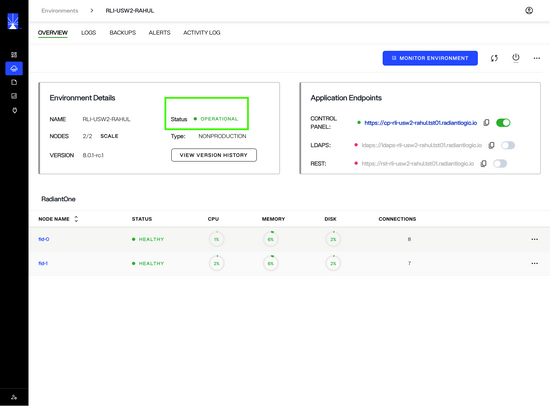 Environments > RLI-USW2-RAHUL
OVERVIEW LOGS BACKUPS ALERTS ACTIVITY LOG
MONITOR ENVIRONMENT
Environment Details
NAME RLI-USW2-RAHUL
Status OPERATIONAL
NODES 2/2 SCALE
Type: NONPRODUCTION
VERSION 8.0.1-rc.1
VIEW VERSION HISTORY
Application Endpoints
CONTROL PANEL: https://cp-rli-usw2-rahul.tst01.radiantlogic.io
LDAPS: ldaps://ldaps-rli-usw2-rahul.tst01.radiantlogic.io
REST: https://rest-rli-usw2-rahul.tst01.radiantlogic.io
RadiantOne
NODE NAME STATUS CPU MEMORY DISK CONNECTIONS
fid-0 HEALTHY 1% 6% 2% 8
fid-1 HEALTHY 2% 6% 2% 7